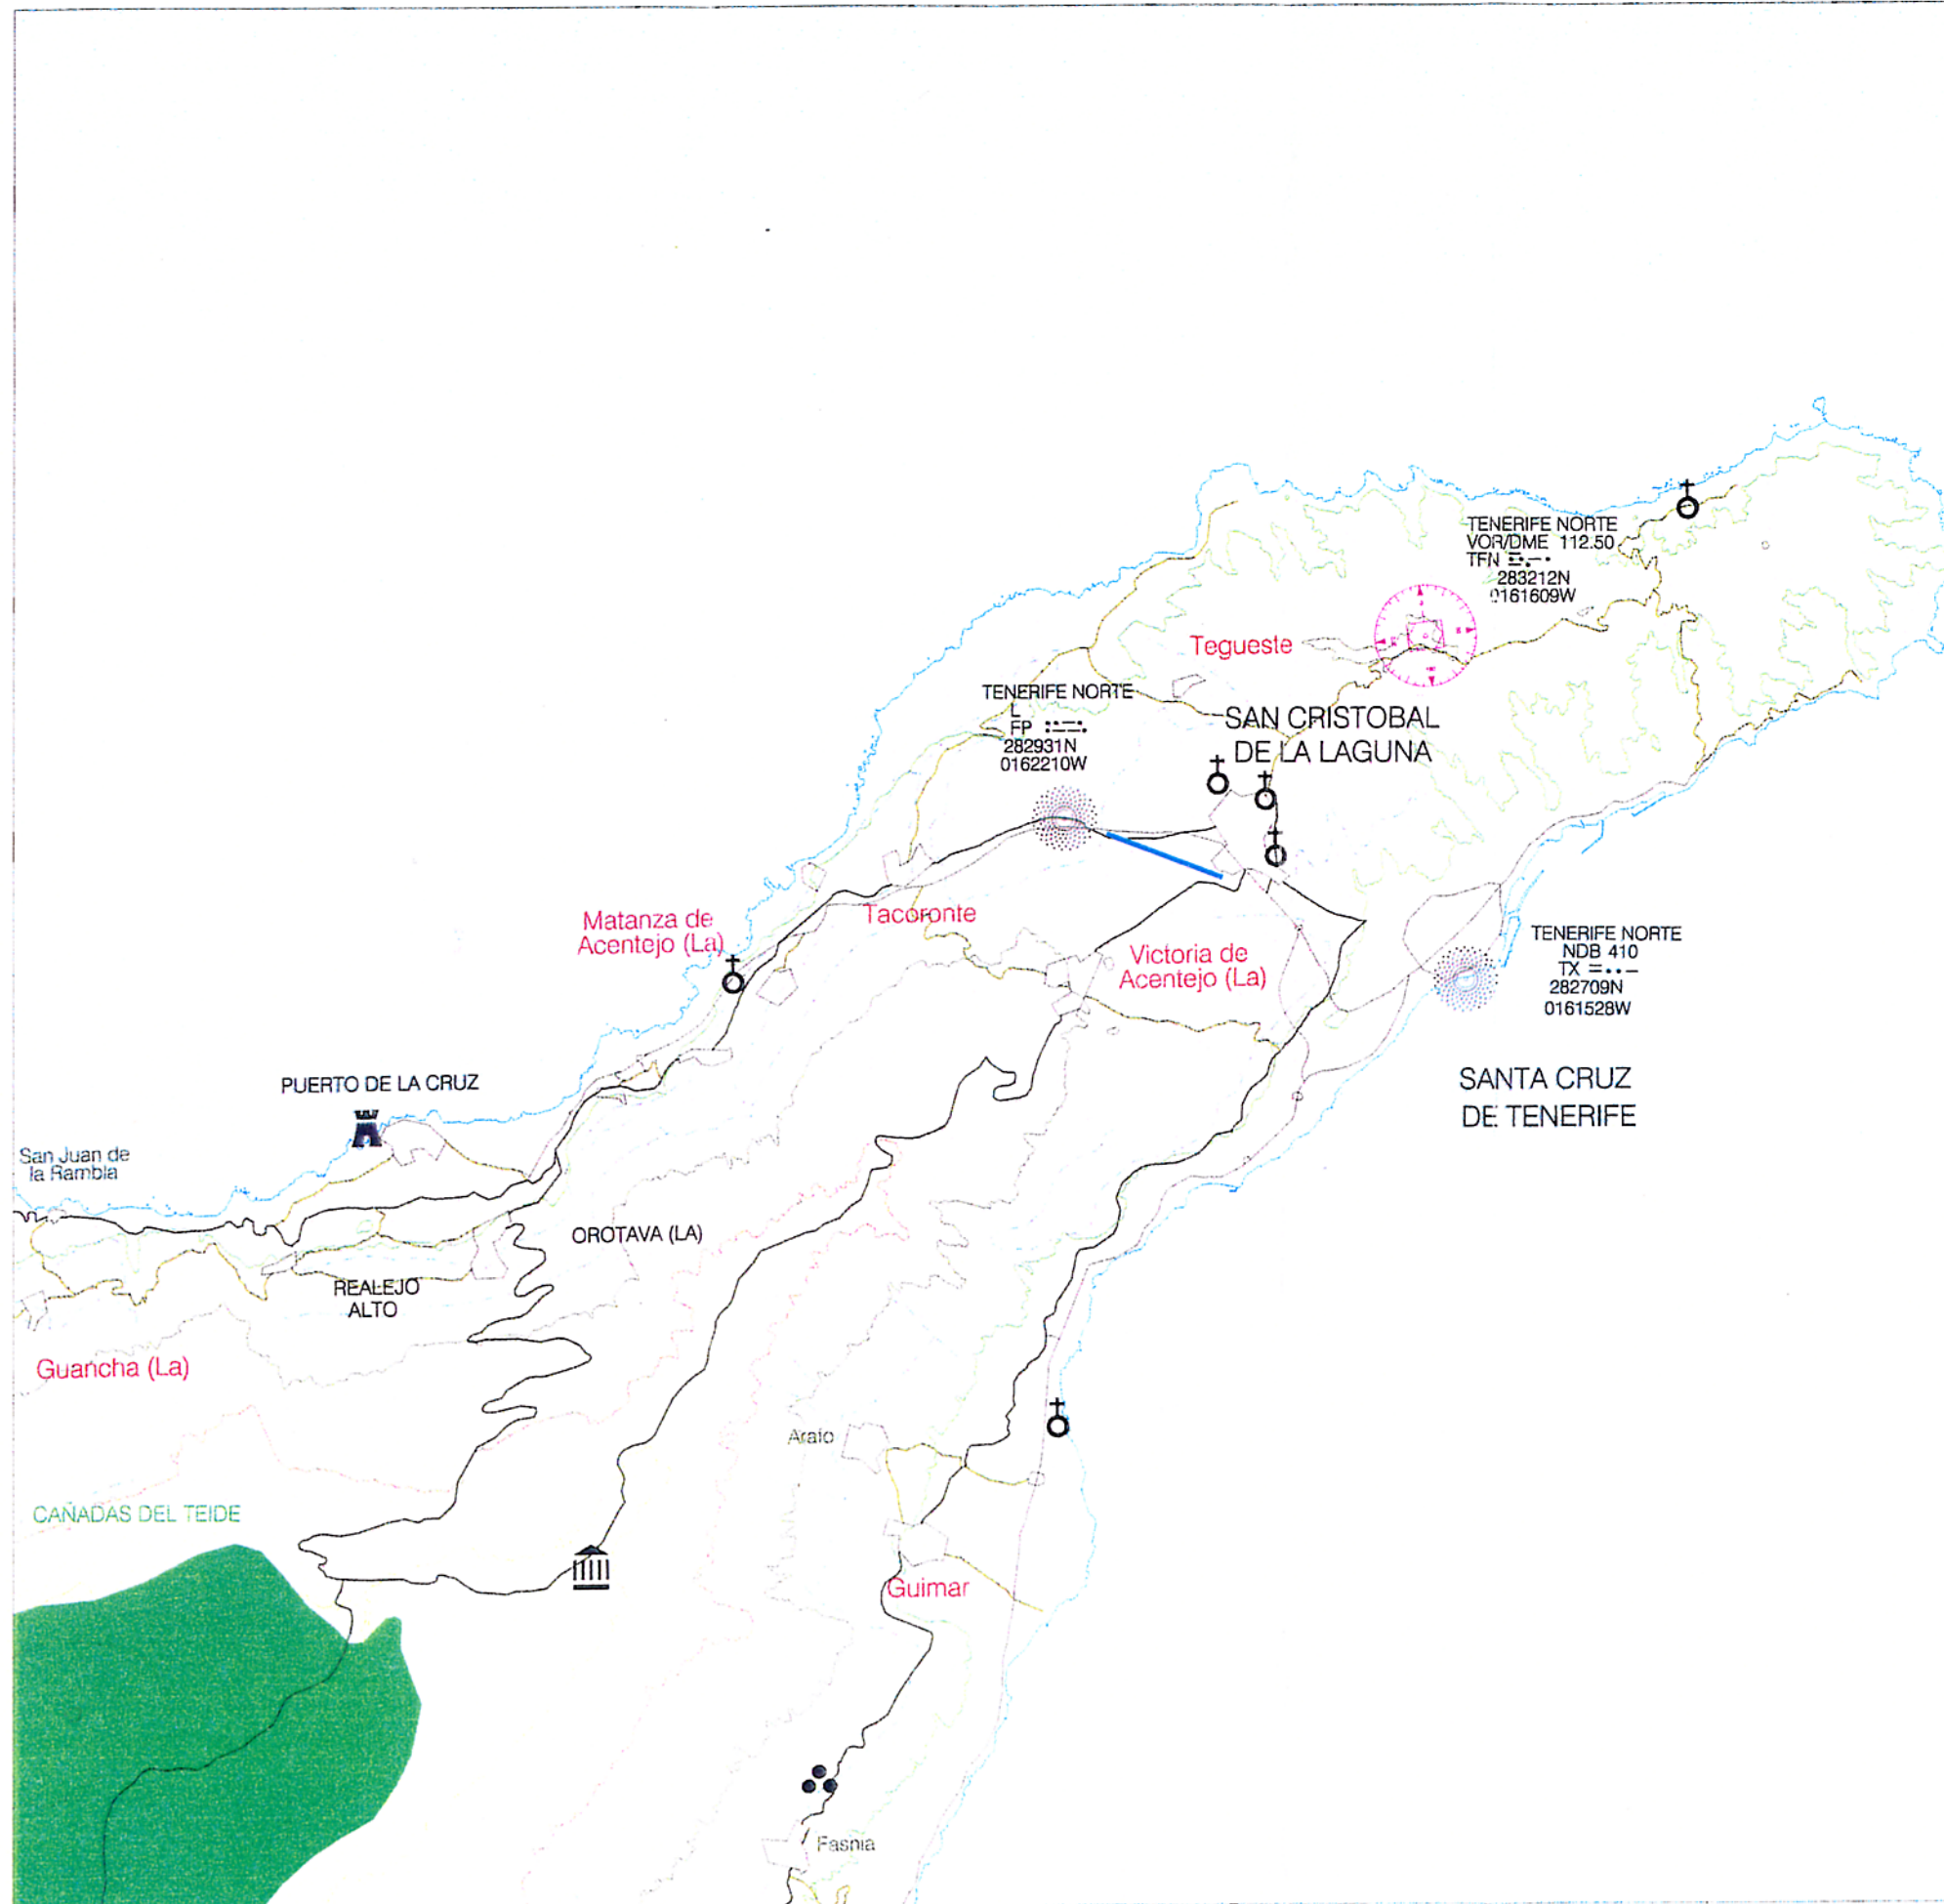 TENERIFE NORTE
VOR/DME 112.50
TFN
283212N
0161609W
Tegueste
TENERIFE NORTE
L
FP
282931N
0162210W
SAN CRISTOBAL
DE LA LAGUNA
Matanza de
Acentejo (La)
Tacoronte
Victoria de
Acentejo (La)
TENERIFE NORTE
NDB 410
TX
282709N
0161528W
PUERTO DE LA CRUZ
SANTA CRUZ
DE TENERIFE
San Juan de
la Rambla
OROTAVA (LA)
REALEJO
ALTO
Guancha (La)
Arafo
CAÑADAS DEL TEIDE
Guimar
Fasnia